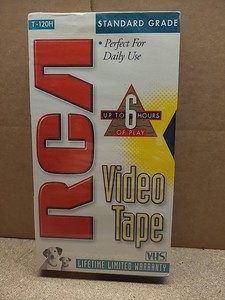 T-120H
STANDARD GRADE
• Perfect For
Daily Use
RCA
UP TO 6 HOURS
OF PLAY
Video
Tape
VHS
LIFETIME LIMITED WARRANTY